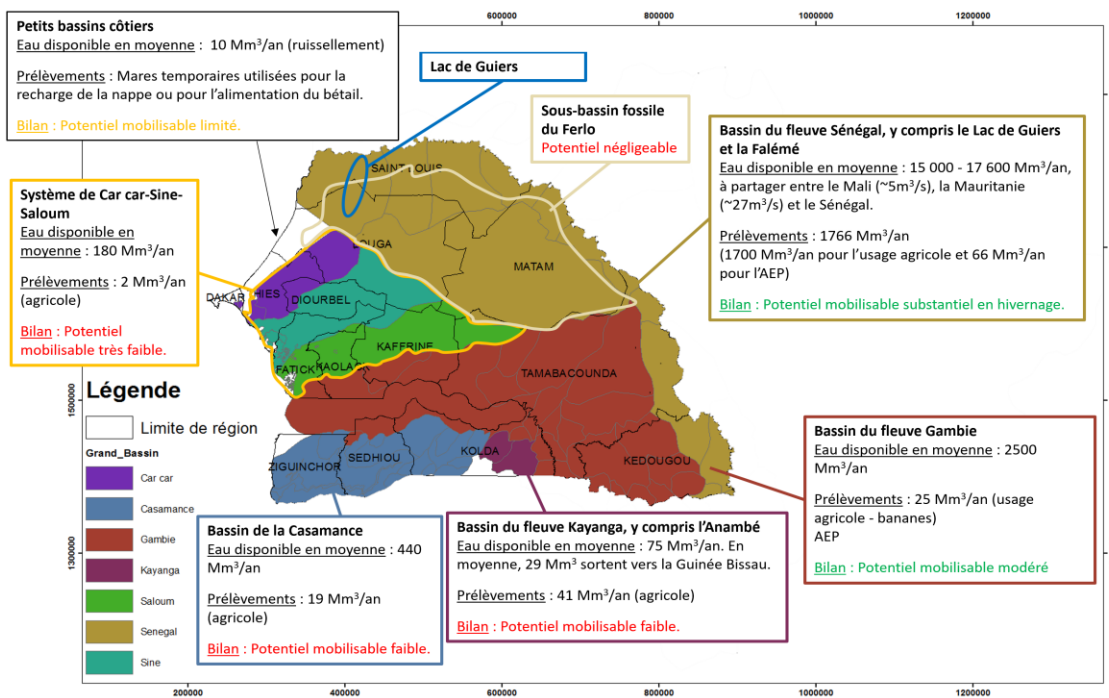 600000
800000
1000000
1200000
Petits bassins côtiers
Eau disponible en moyenne : 10 Mm³/an (ruissellement)
Prélèvements : Mares temporaires utilisées pour la
recharge de la nappe ou pour l'alimentation du bétail.
Bilan : Potentiel mobilisable limité.
Lac de Guiers
Sous-bassin fossile
du Ferlo
Potentiel négligeable
Bassin du fleuve Sénégal, y compris le Lac de Guiers
et la Falémé
Eau disponible en moyenne : 15 000 - 17 600 Mm³/an,
à partager entre le Mali (~5m³/s), la Mauritanie
(~27m³/s) et le Sénégal.
Prélèvements : 1766 Mm³/an
(1700 Mm³/an pour l'usage agricole et 66 Mm³/an
pour l'AEP)
Bilan : Potentiel mobilisable substantiel en hivernage.
Système de Car car-Sine-
Saloum
Eau disponible en
moyenne : 180 Mm³/an
Prélèvements : 2 Mm³/an
(agricole)
Bilan : Potentiel
mobilisable très faible.
SAINT LOUIS
LOUGA
MATAM
DAKAR
HIES
DIOURBEL
KAFFRINE
FATICK
KAOLAC
TAMABACOUNDA
ZIGUINCHOR
SEDHIOU
KOLDA
KEDOUGOU
1500000
1300000
Légende
Limite de région
Grand_Bassin
Car car
Casamance
Gambie
Kayanga
Saloum
Senegal
Sine
Bassin du fleuve Gambie
Eau disponible en moyenne : 2500
Mm³/an
Prélèvements : 25 Mm³/an (usage
agricole - bananes)
AEP
Bilan : Potentiel mobilisable modéré
Bassin de la Casamance
Eau disponible en moyenne : 440
Mm³/an
Prélèvements : 19 Mm³/an
(agricole)
Bilan : Potentiel mobilisable faible.
Bassin du fleuve Kayanga, y compris l'Anambé
Eau disponible en moyenne : 75 Mm³/an. En
moyenne, 29 Mm³ sortent vers la Guinée Bissau.
Prélèvements : 41 Mm³/an (agricole)
Bilan : Potentiel mobilisable faible.
200000
400000
600000
800000
1000000
1200000